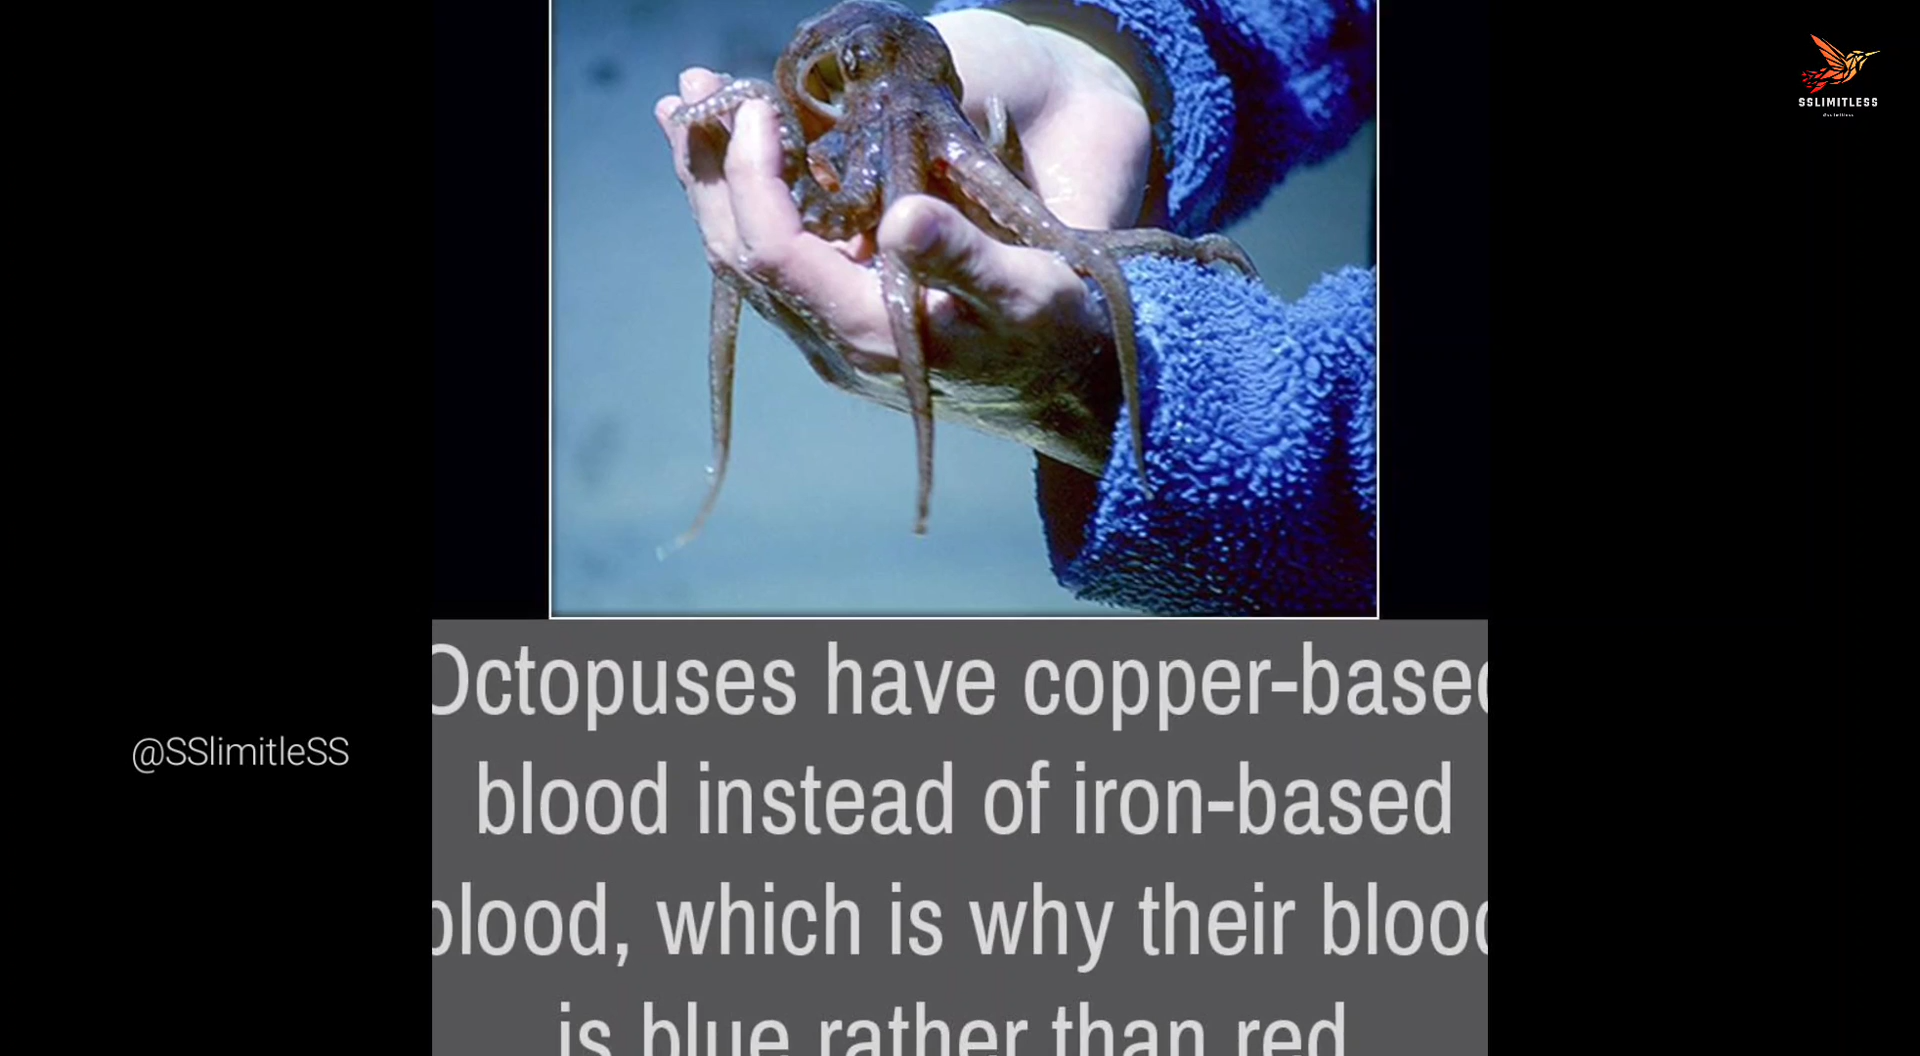 SSLIMITLESS
Octopuses have copper-based
blood instead of iron-based
blood, which is why their blood
is blue rather than red
@SSlimitleSS